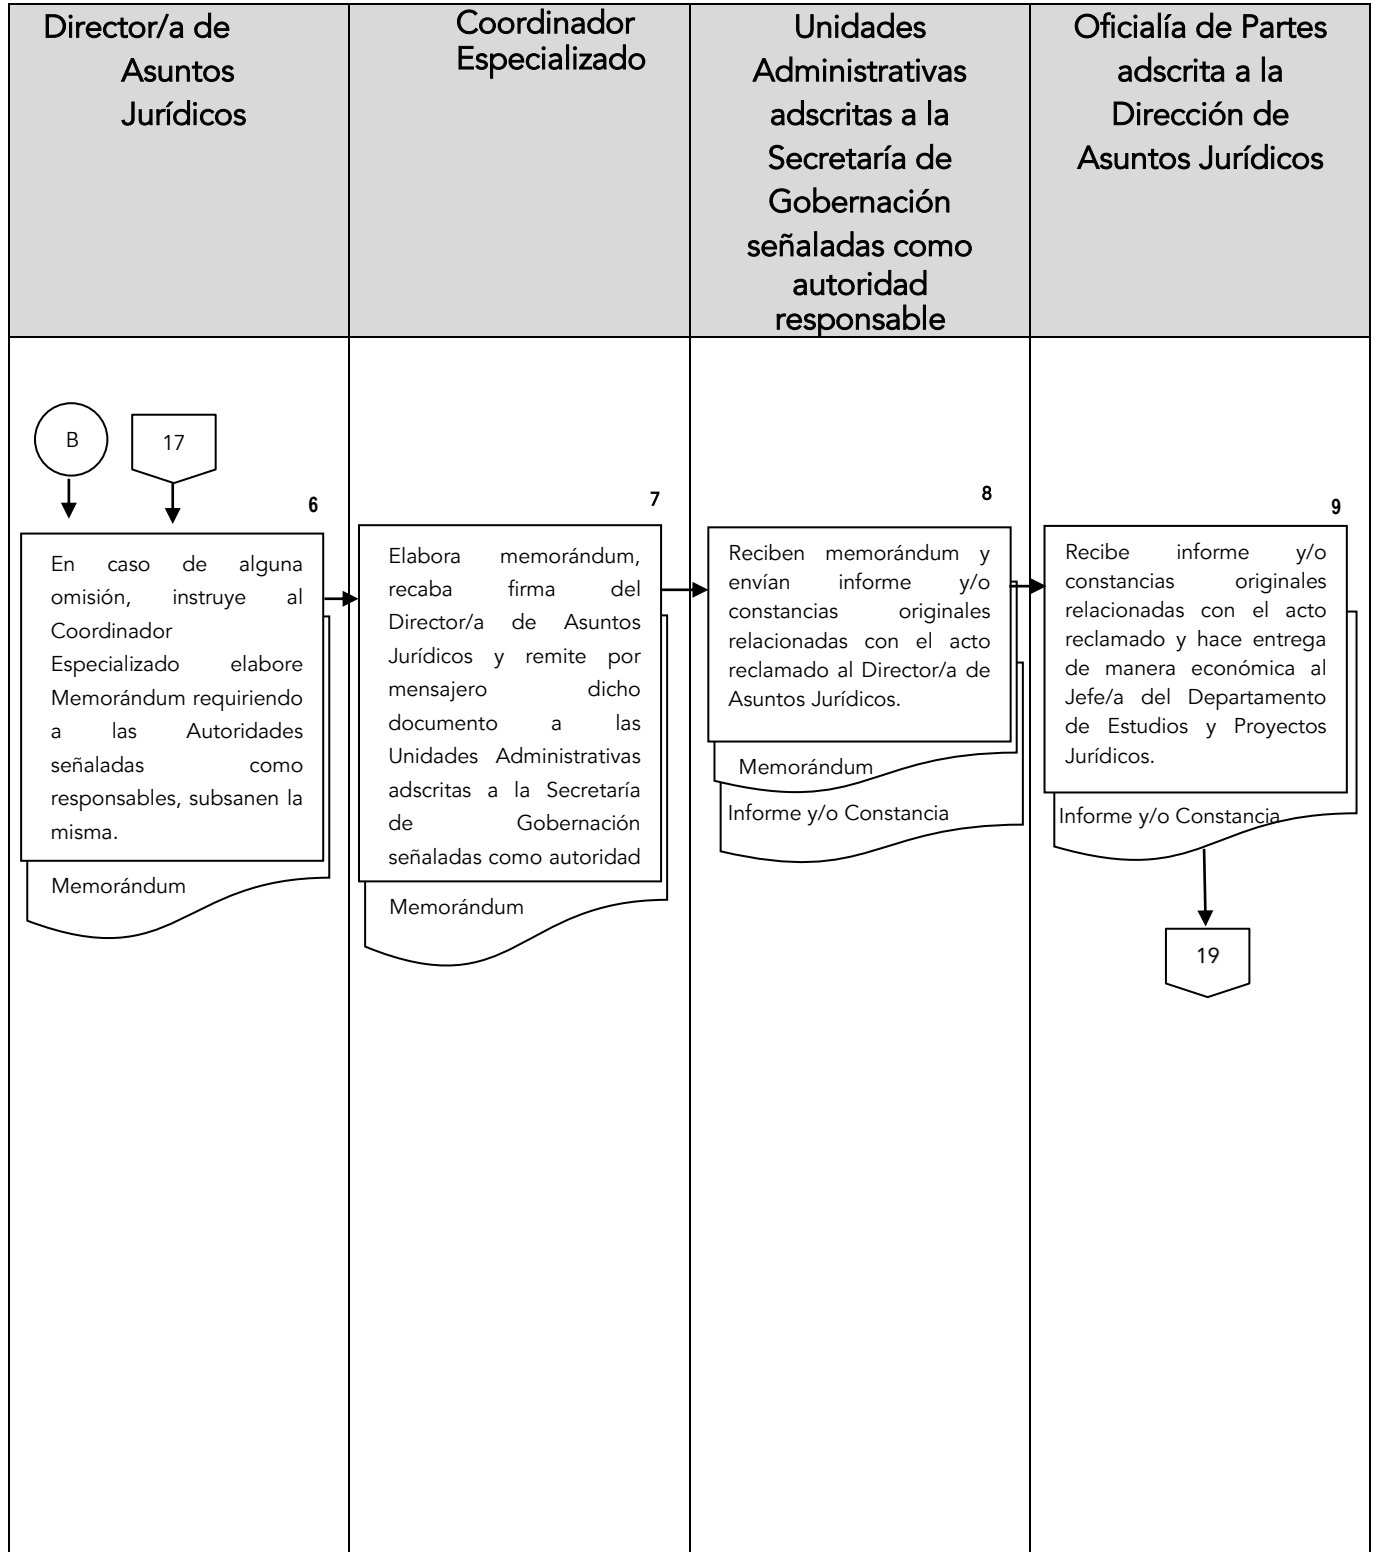 Director/a de
Asuntos
Jurídicos
Coordinador
Especializado
Unidades
Administrativas
adscritas a la
Secretaría de
Gobernación
señaladas como
autoridad
responsable
Oficialía de Partes
adscrita a la
Dirección de
Asuntos Jurídicos
B
17
6
En caso de alguna
omisión, instruye al
Coordinador
Especializado elabore
Memorándum requiriendo
a las Autoridades
señaladas como
responsables, subsanen la
misma.
Memorándum
7
Elabora memorándum,
recaba firma del
Director/a de Asuntos
Jurídicos y remite por
mensajero dicho
documento a las
Unidades Administrativas
adscritas a la Secretaría
de Gobernación
señaladas como autoridad
Memorándum
8
Reciben memorándum y
envían informe y/o
constancias originales
relacionadas con el acto
reclamado al Director/a de
Asuntos Jurídicos.
Memorándum
Informe y/o Constancia
9
Recibe informe y/o
constancias originales
relacionadas con el acto
reclamado y hace entrega
de manera económica al
Jefe/a del Departamento
de Estudios y Proyectos
Jurídicos.
Informe y/o Constancia
19